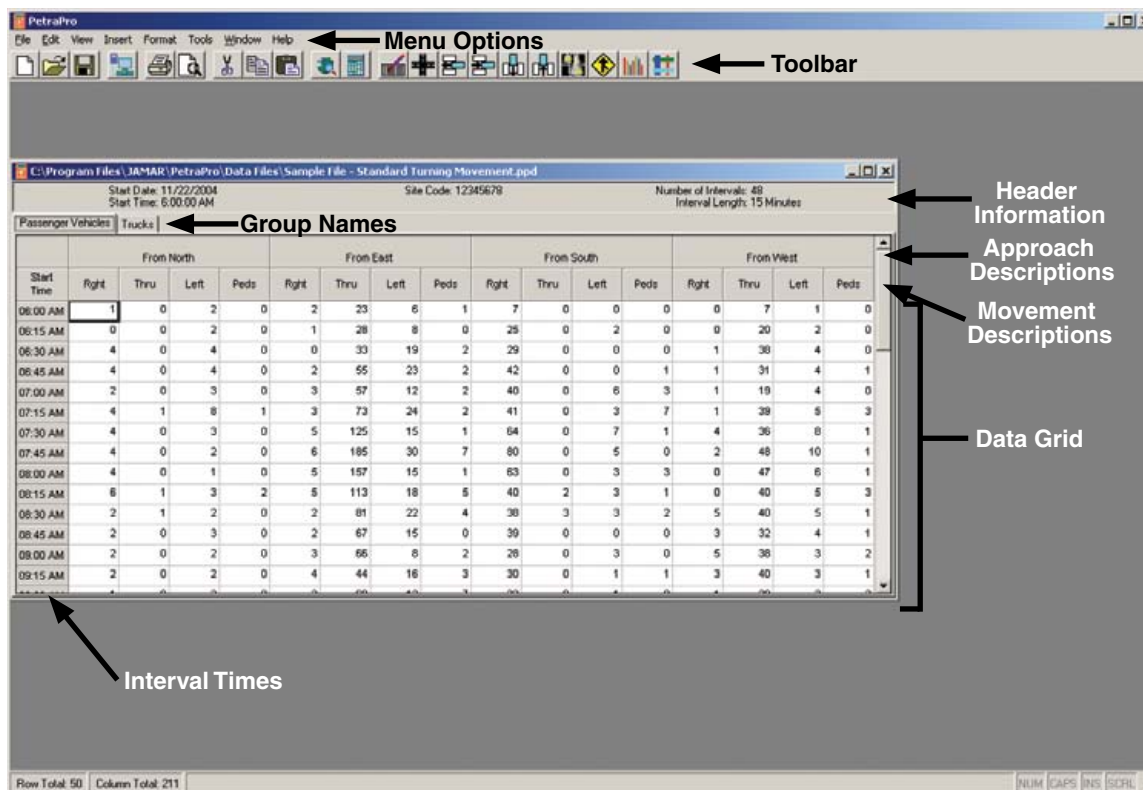 PetraPro
File Edit View Insert Format Tools Window Help
Menu Options
Toolbar
C:\Program Files\JAMAR\PetraPro\Data Files\Sample File - Standard Turning Movement.ppd
Start Date: 11/22/2004 Site Code: 12345678 Number of Intervals: 48
Start Time: 6:00:00 AM Interval Length: 15 Minutes
Header Information
Passenger Vehicles Trucks
Group Names
From North From East From South From West
Approach Descriptions
Start Time Rght Thru Left Peds Rght Thru Left Peds Rght Thru Left Peds Rght Thru Left Peds
Movement Descriptions
06:00 AM 1 0 2 0 2 23 6 1 7 0 0 0 0 7 1 0
06:15 AM 0 0 2 0 1 28 8 0 25 0 2 0 0 20 2 0
06:30 AM 4 0 4 0 0 33 19 2 29 0 0 0 1 38 4 0
06:45 AM 4 0 4 0 2 55 23 2 42 0 0 1 1 31 4 1
07:00 AM 2 0 3 0 3 57 12 2 40 0 6 3 1 19 4 0
07:15 AM 4 1 8 1 3 73 24 2 41 0 3 7 1 39 5 3
07:30 AM 4 0 3 0 5 125 15 1 64 0 7 1 4 36 8 1
07:45 AM 4 0 2 0 6 185 30 7 80 0 5 0 2 48 10 1
08:00 AM 4 0 1 0 5 157 15 1 63 0 3 3 0 47 6 1
08:15 AM 6 1 3 2 5 113 18 5 40 2 3 1 0 40 5 3
08:30 AM 2 1 2 0 2 81 22 4 38 3 3 2 5 40 5 1
08:45 AM 2 0 3 0 2 67 15 0 39 0 0 0 3 32 4 1
09:00 AM 2 0 2 0 3 66 8 2 28 0 3 0 5 38 3 2
09:15 AM 2 0 2 0 4 44 16 3 30 0 1 1 3 40 3 1
Data Grid
Interval Times
Row Total: 50 Column Total: 211 NUM CAPS INS SCRL